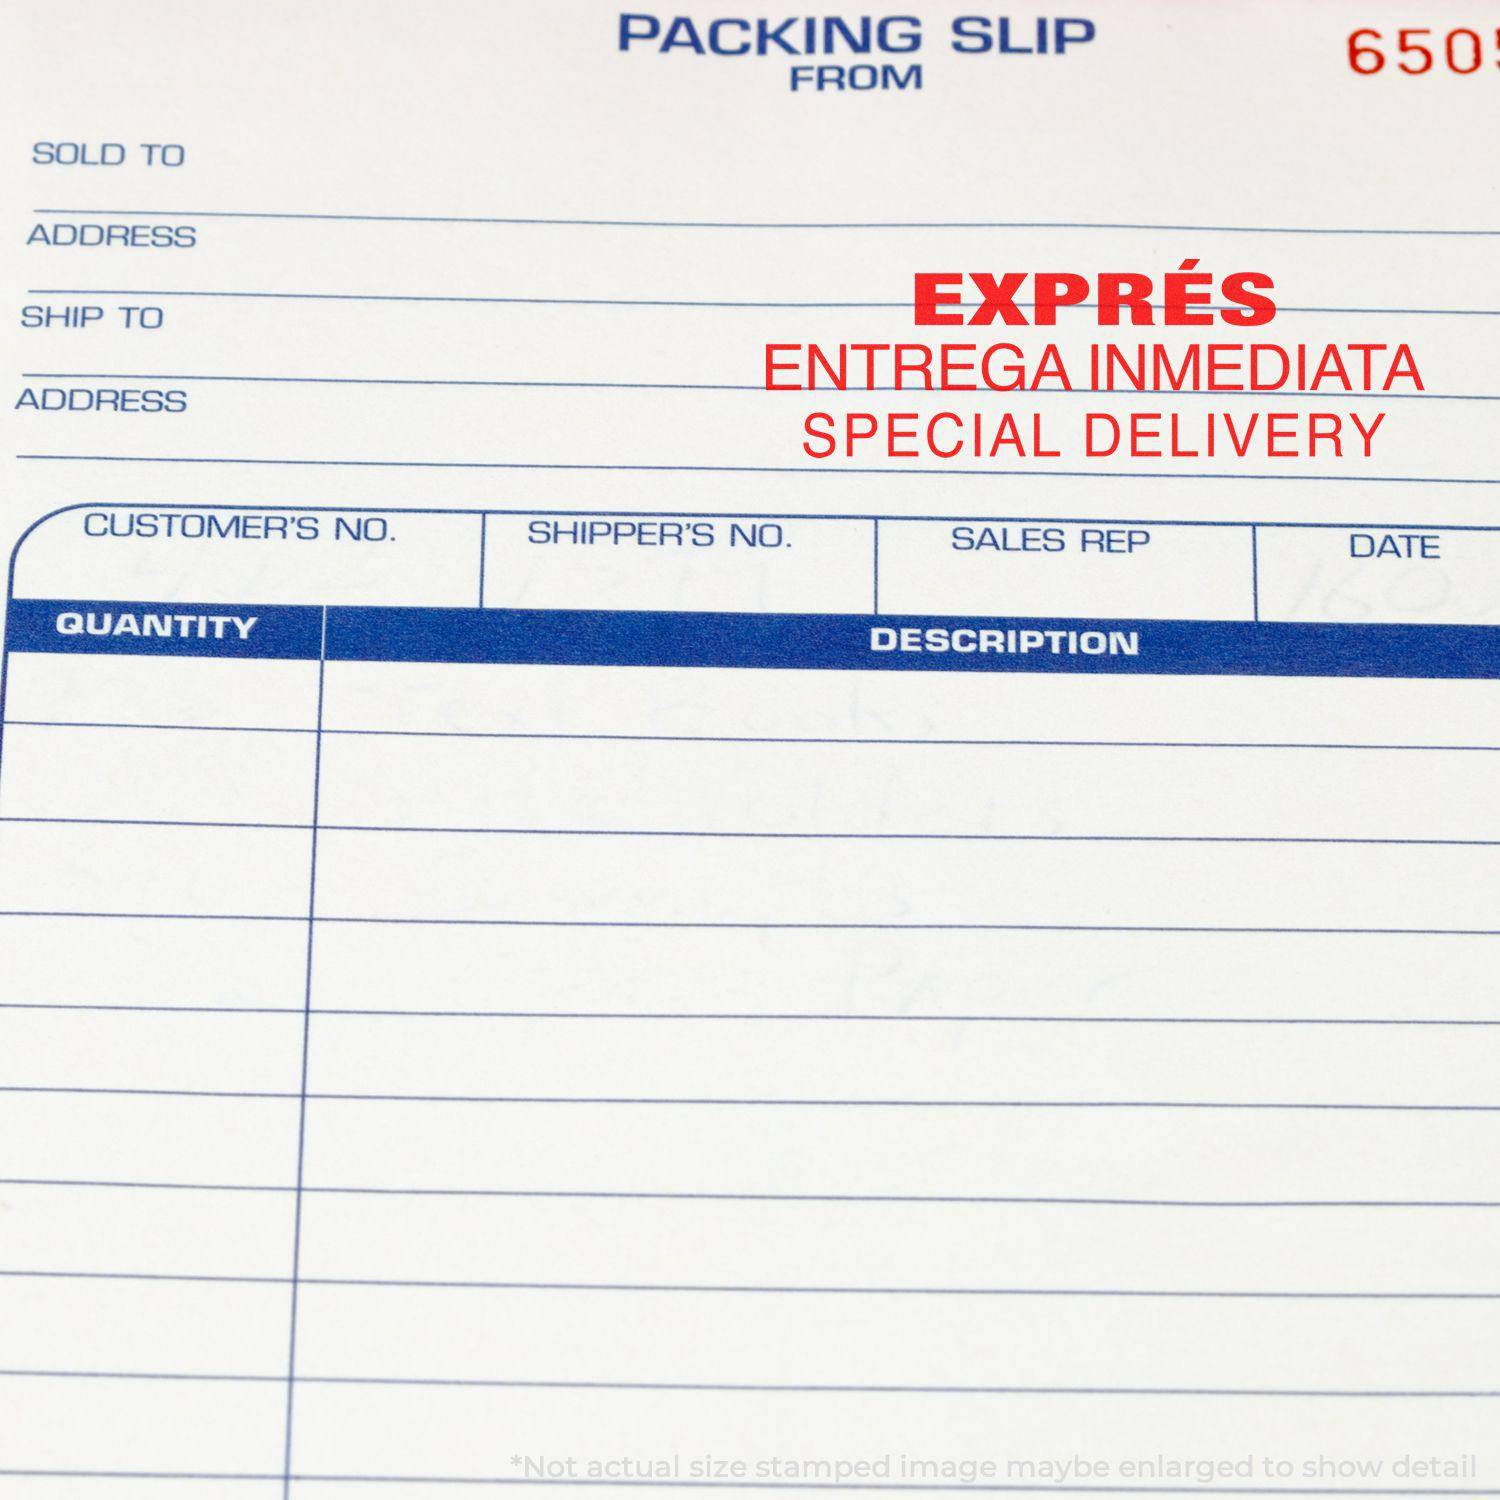 PACKING SLIP
FROM
650
SOLD TO
ADDRESS
SHIP TO
ADDRESS
EXPRÉS
ENTREGA INMEDIATA
SPECIAL DELIVERY
CUSTOMER'S NO. SHIPPER'S NO. SALES REP DATE
QUANTITY DESCRIPTION
*Not actual size stamped image maybe enlarged to show detail